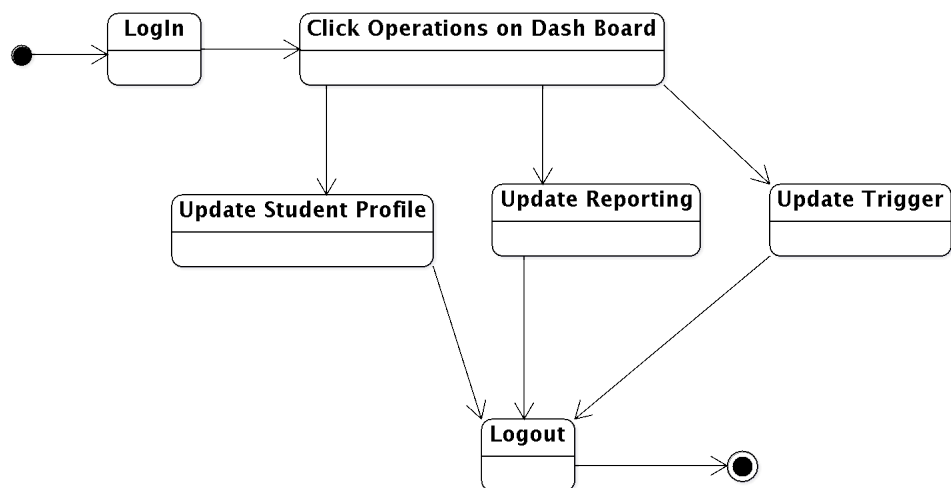 LogIn
Click Operations on Dash Board
Update Student Profile
Update Reporting
Update Trigger
Logout